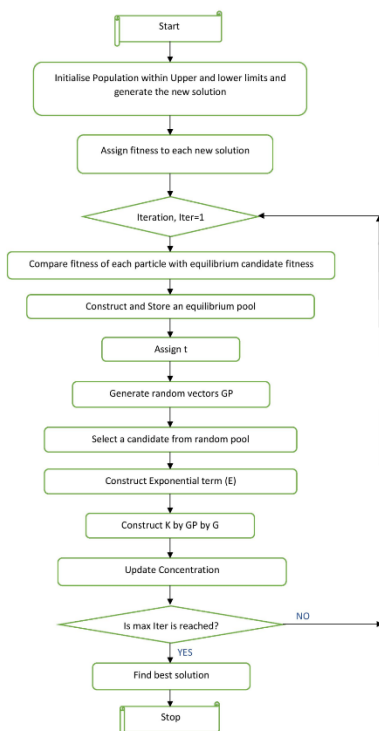 Start
Initialise Population within Upper and lower limits and
generate the new solution
Assign fitness to each new solution
Iteration, Iter=1
Compare fitness of each particle with equilibrium candidate fitness
Construct and Store an equilibrium pool
Assign t
Generate random vectors GP
Select a candidate from random pool
Construct Exponential term (E)
Construct K by GP by G
Update Concentration
Is max Iter is reached?
NO
YES
Find best solution
Stop